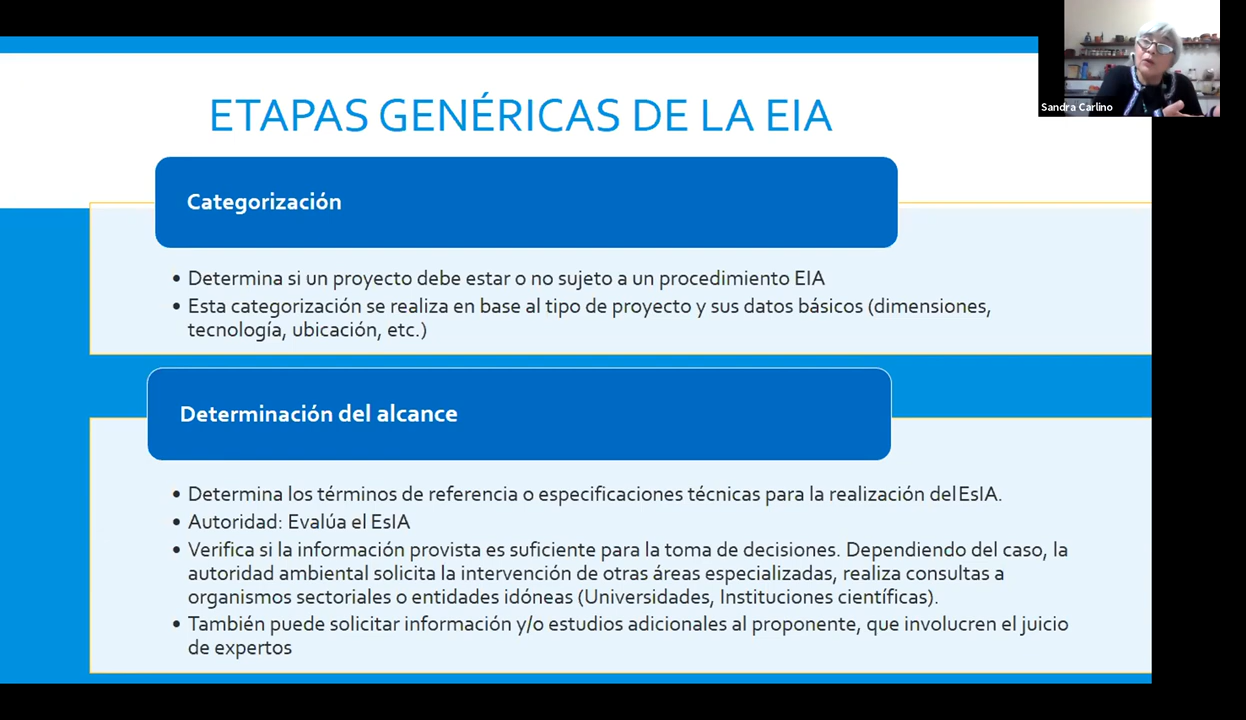 Sandra Carlino
ETAPAS GENÉRICAS DE LA EIA
Categorización
• Determina si un proyecto debe estar o no sujeto a un procedimiento EIA
• Esta categorización se realiza en base al tipo de proyecto y sus datos básicos (dimensiones,
tecnología, ubicación, etc.)
Determinación del alcance
• Determina los términos de referencia o especificaciones técnicas para la realización del EsIA.
• Autoridad: Evalúa el EsIA
• Verifica si la información provista es suficiente para la toma de decisiones. Dependiendo del caso, la
autoridad ambiental solicita la intervención de otras áreas especializadas, realiza consultas a
organismos sectoriales o entidades idóneas (Universidades, Instituciones científicas).
• También puede solicitar información y/o estudios adicionales al proponente, que involucren el juicio
de expertos